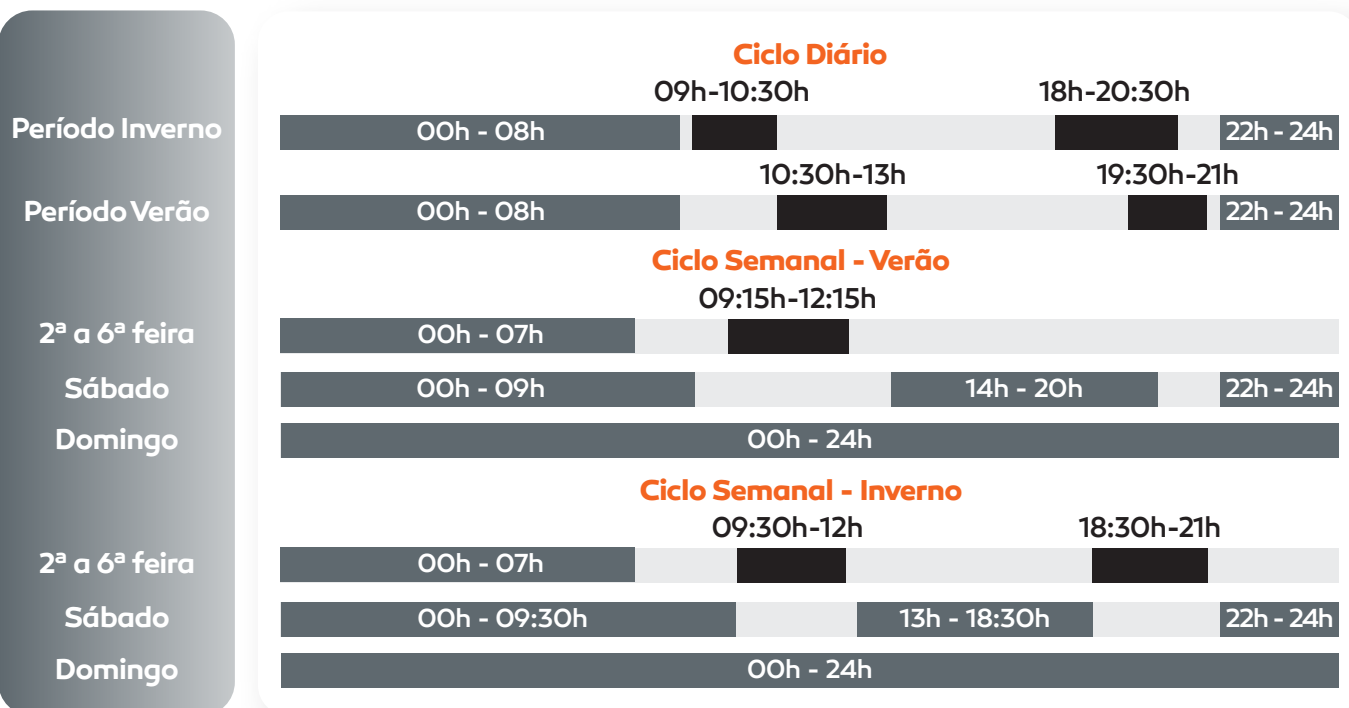 Ciclo Diário
09h-10:30h 18h-20:30h
Período Inverno 00h - 08h 22h - 24h
10:30h-13h 19:30h-21h
Período Verão 00h - 08h 22h - 24h
Ciclo Semanal - Verão
09:15h-12:15h
2ª a 6ª feira 00h - 07h
Sábado 00h - 09h 14h - 20h 22h - 24h
Domingo 00h - 24h
Ciclo Semanal - Inverno
09:30h-12h 18:30h-21h
2ª a 6ª feira 00h - 07h
Sábado 00h - 09:30h 13h - 18:30h 22h - 24h
Domingo 00h - 24h